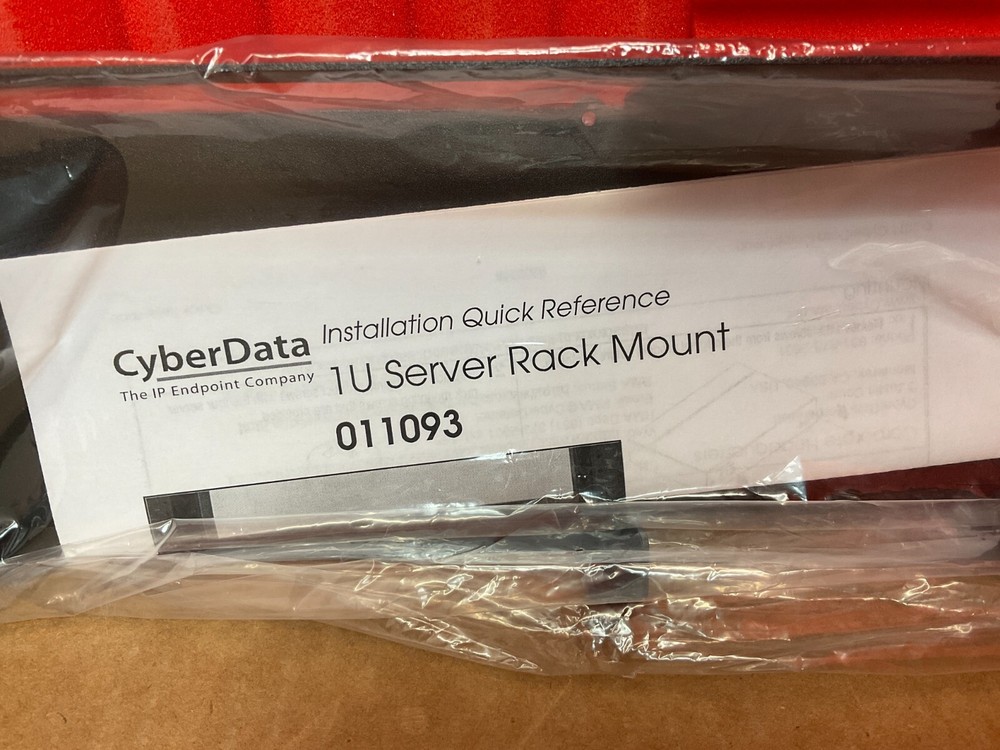 CyberData
The IP Endpoint Company
Installation Quick Reference
1U Server Rack Mount
011093